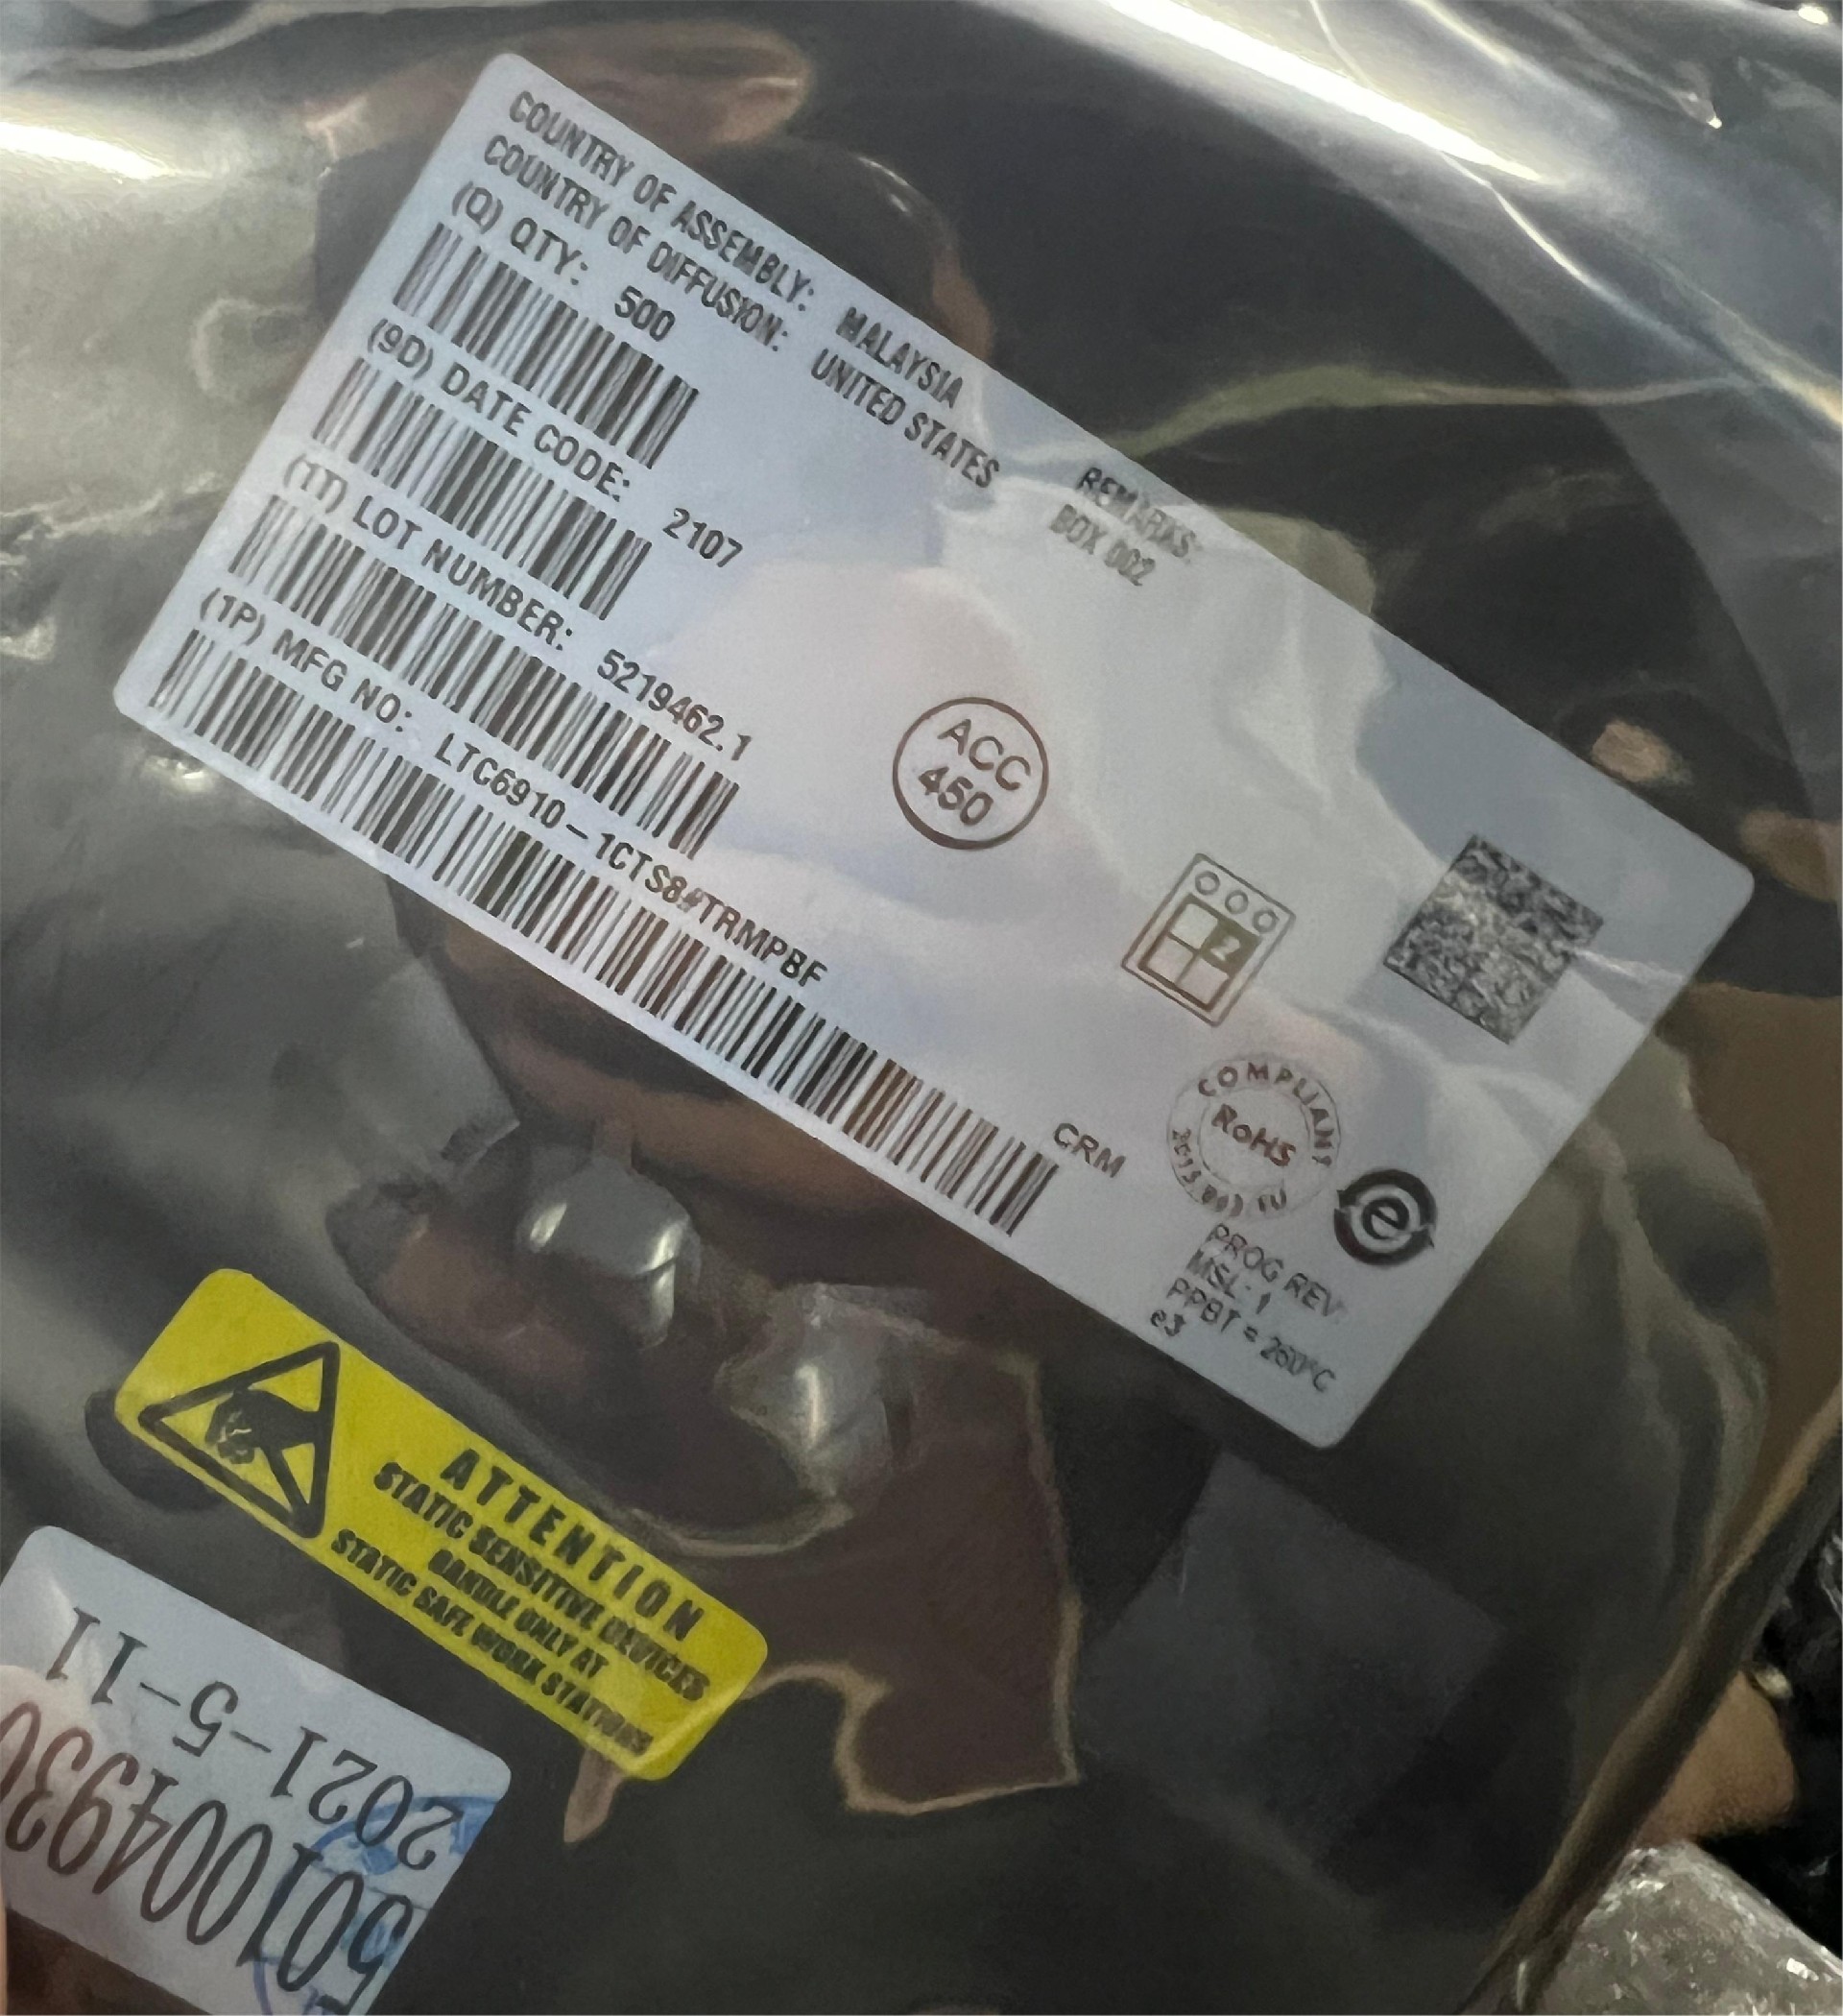 COUNTRY OF ASSEMBLY: MALAYSIA
COUNTRY OF DIFFUSION: UNITED STATES
(Q) QTY: 500
REMARKS:
BOX 002
(9D) DATE CODE: 2107
(1T) LOT NUMBER: 5219462.1
(1P) MFG NO: LTC6910-1CTS8#TRMPBF
ACC
450
2
CRM
COMPLIANT
RoHS
e
PROG REV
MSL: 1
PPBT = 260°C
e3
ATTENTION
STATIC SENSITIVE DEVICES
HANDLE ONLY AT
STATIC SAFE WORK STATIONS
2021-5-11